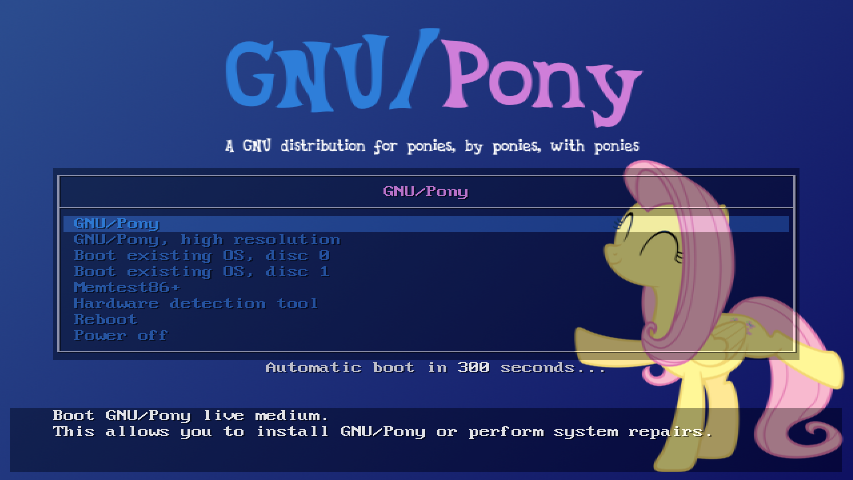 GNU/Pony
A GNU distribution for ponies, by ponies, with ponies
GNU/Pony
GNU/Pony
GNU/Pony, high resolution
Boot existing OS, disc 0
Boot existing OS, disc 1
Memtest86+
Hardware detection tool
Reboot
Power off
Automatic boot in 300 seconds...
Boot GNU/Pony live medium.
This allows you to install GNU/Pony or perform system repairs.